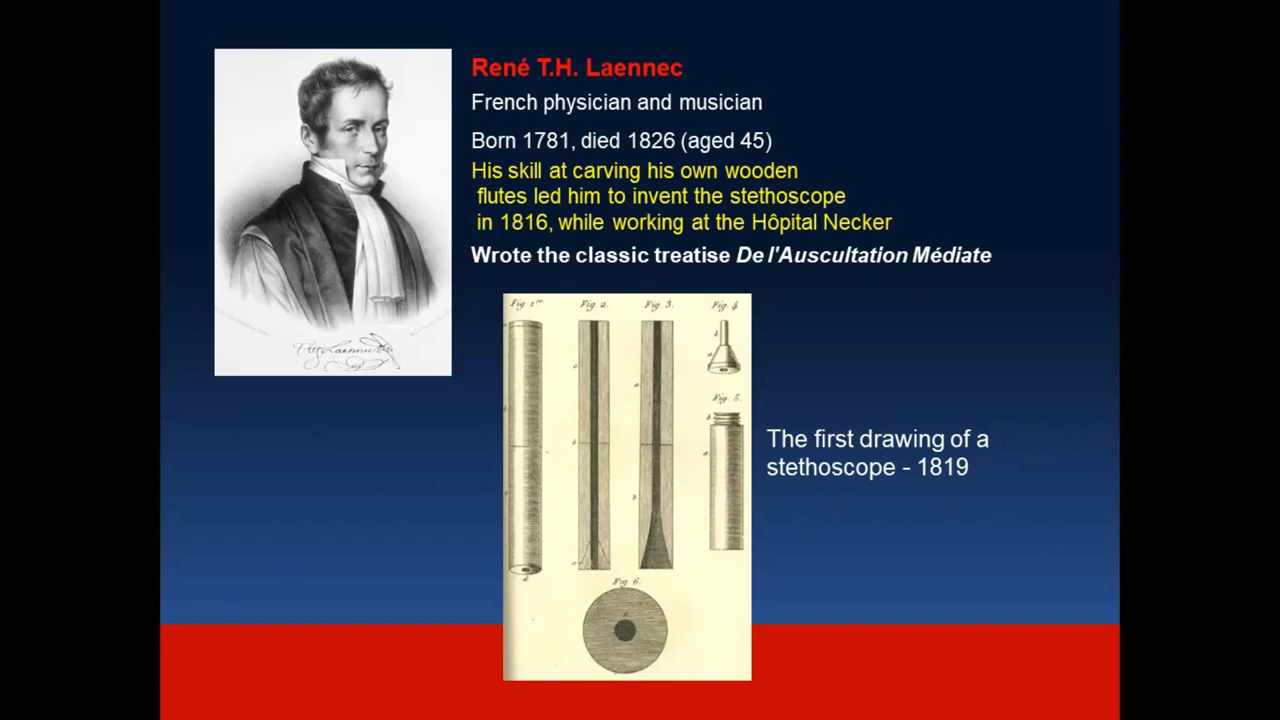 René T.H. Laennec
French physician and musician
Born 1781, died 1826 (aged 45)
His skill at carving his own wooden
flutes led him to invent the stethoscope
in 1816, while working at the Hôpital Necker
Wrote the classic treatise De l'Auscultation Médiate
Fig 1re Fig. 2. Fig. 3. Fig 4
Fig. 5.
The first drawing of a
stethoscope - 1819
Fig. 6.